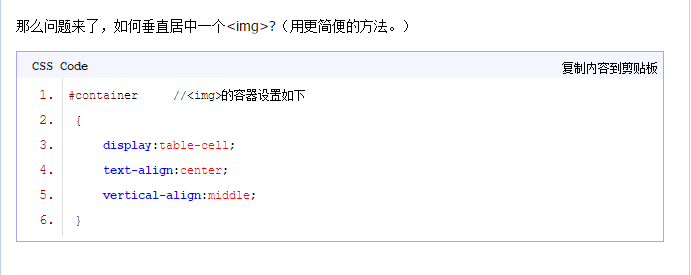 那么问题来了，如何垂直居中一个<img>?（用更简便的方法。）
CSS Code
复制内容到剪贴板
1. #container     //<img>的容器设置如下
2. {
3. display:table-cell;
4. text-align:center;
5. vertical-align:middle;
6. }